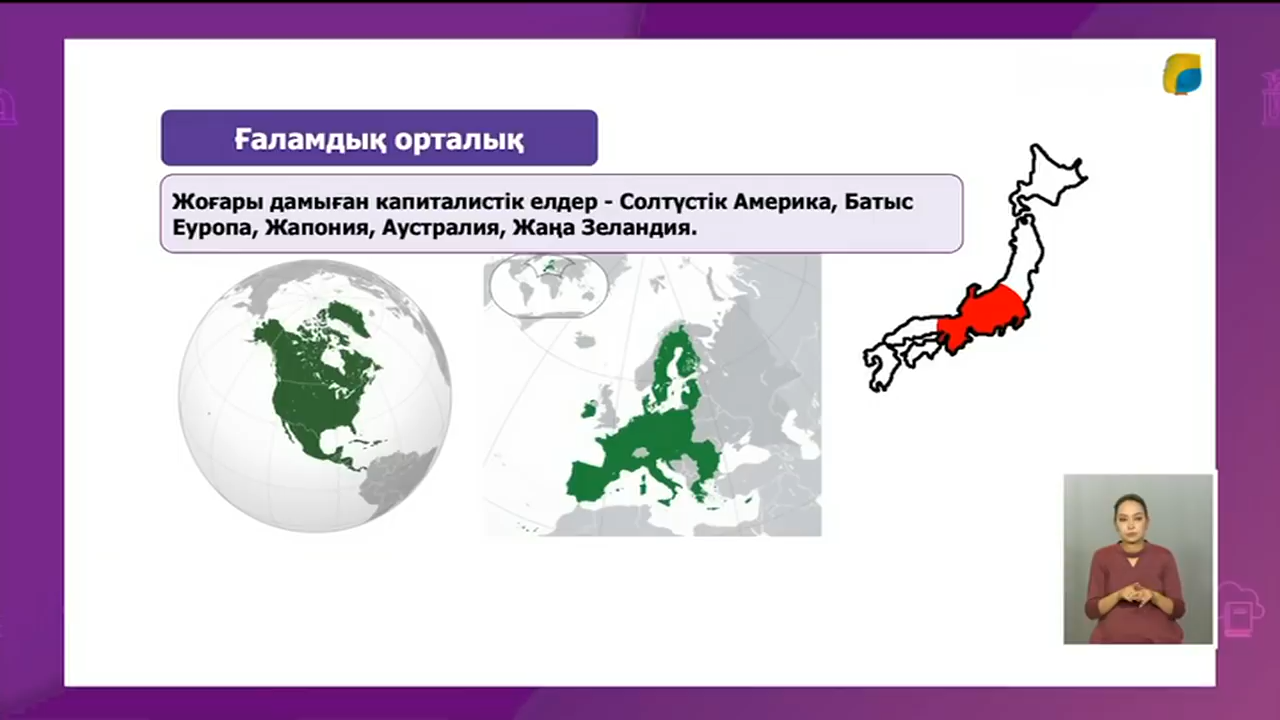 Ғаламдық орталық
Жоғары дамыған капиталистік елдер - Солтүстік Америка, Батыс
Еуропа, Жапония, Аустралия, Жаңа Зеландия.